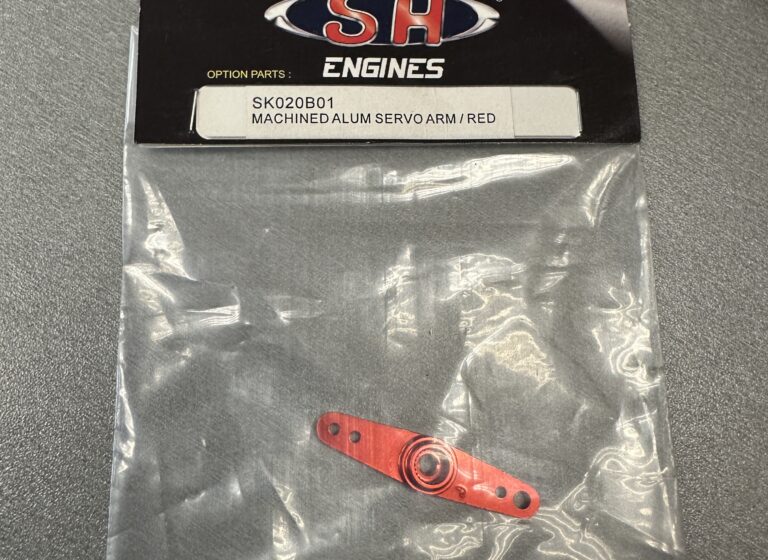 SH
ENGINES
OPTION PARTS :
SK020B01
MACHINED ALUM SERVO ARM / RED